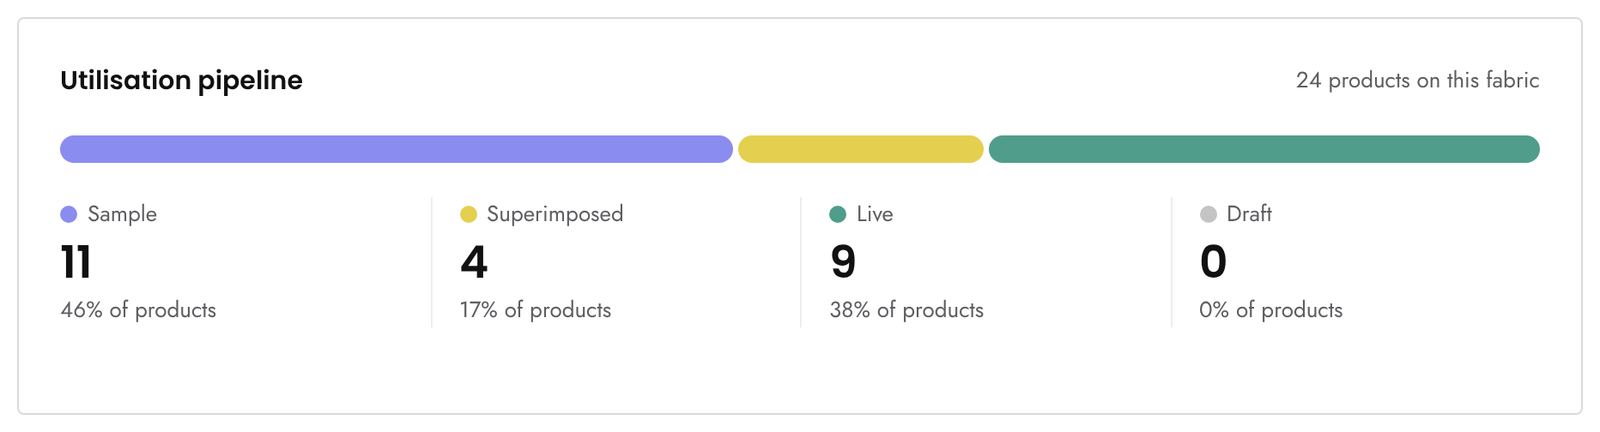 Utilisation pipeline
24 products on this fabric
Sample
11
46% of products
Superimposed
4
17% of products
Live
9
38% of products
Draft
0
0% of products